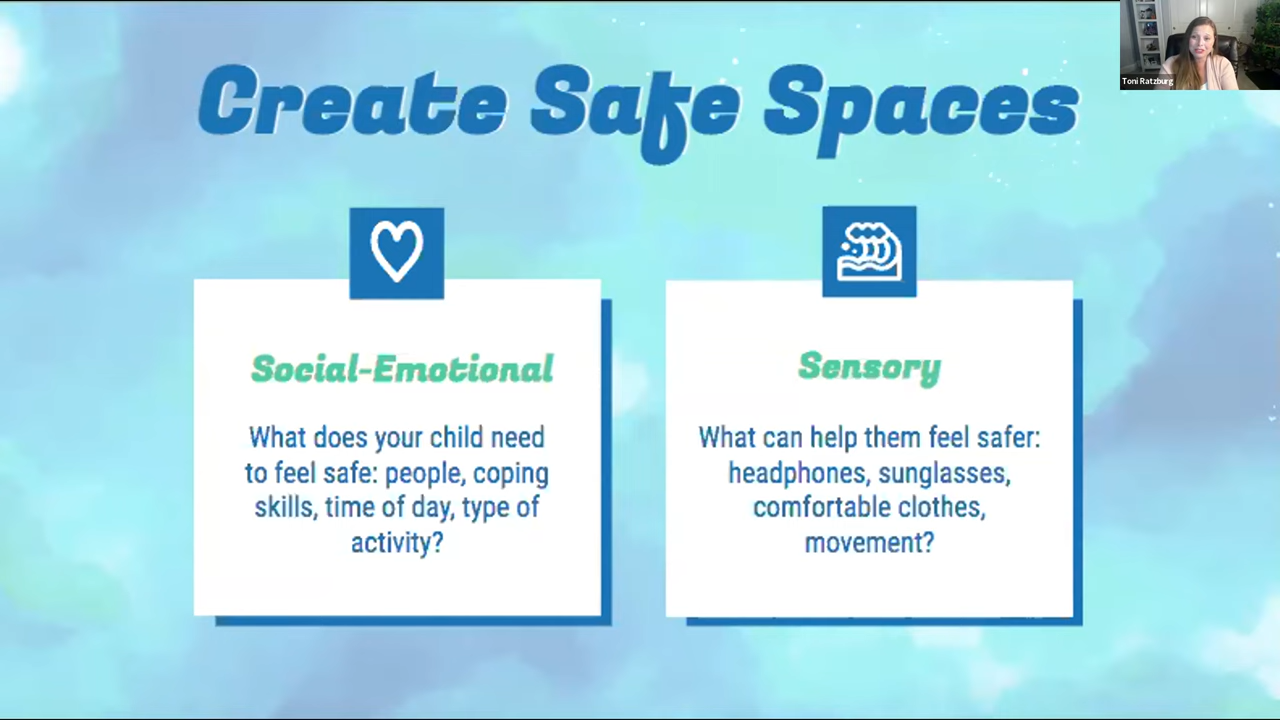 Create Safe Spaces
Toni Ratzburg
Social-Emotional
What does your child need
to feel safe: people, coping
skills, time of day, type of
activity?
Sensory
What can help them feel safer:
headphones, sunglasses,
comfortable clothes,
movement?